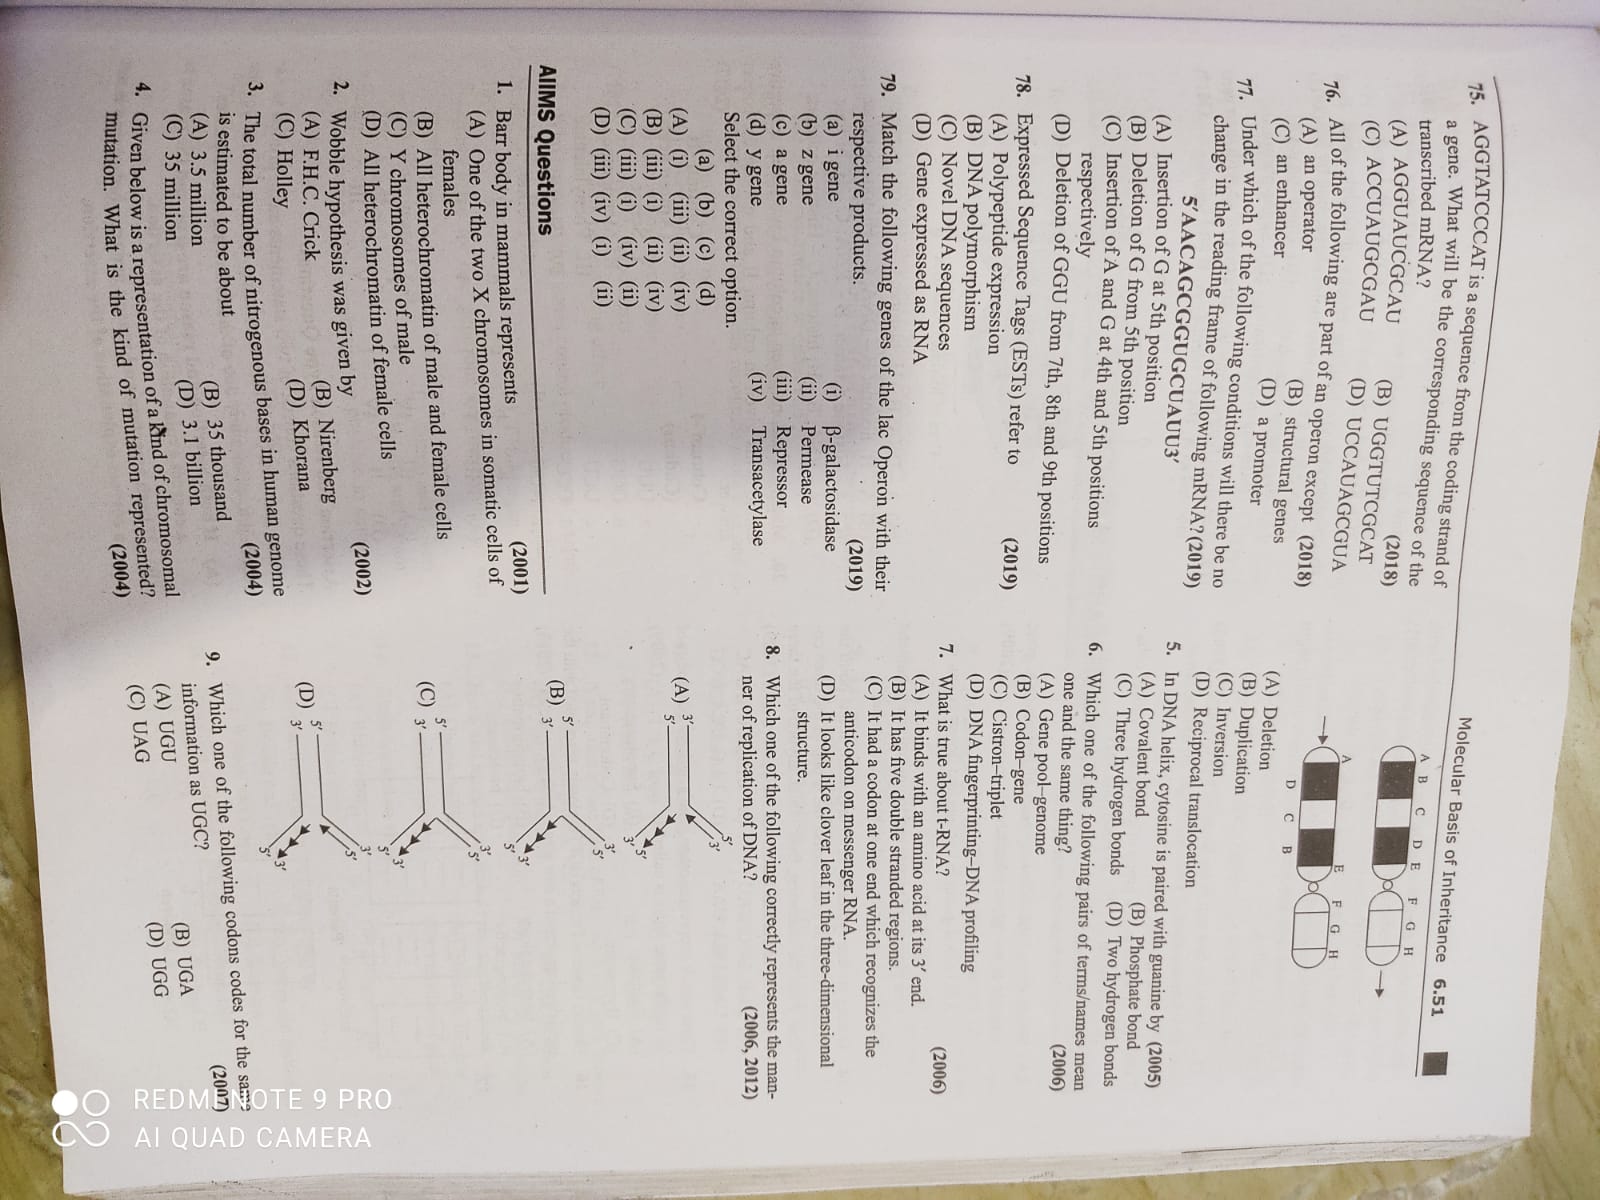 Molecular Basis of Inheritance 6.51
75. AGGTATCCCAT is a sequence from the coding strand of
a gene. What will be the corresponding sequence of the
transcribed mRNA? (2018)
(A) AGGUAUCGCAU (B) UGGTUTCGCAT
(C) ACCUAUGCGAU (D) UCCAUAGCGUA
76. All of the following are part of an operon except (2018)
(A) an operator (B) structural genes
(C) an enhancer (D) a promoter
77. Under which of the following conditions will there be no
change in the reading frame of following mRNA? (2019)
5′AACAGCGGUGCUAUU3′
(A) Insertion of G at 5th position
(B) Deletion of G from 5th position
(C) Insertion of A and G at 4th and 5th positions
respectively
(D) Deletion of GGU from 7th, 8th and 9th positions
78. Expressed Sequence Tags (ESTs) refer to (2019)
(A) Polypeptide expression
(B) DNA polymorphism
(C) Novel DNA sequences
(D) Gene expressed as RNA
79. Match the following genes of the lac Operon with their
respective products. (2019)
(a) i gene (i) β-galactosidase
(b) z gene (ii) Permease
(c) a gene (iii) Repressor
(d) y gene (iv) Transacetylase
Select the correct option.
(a) (b) (c) (d)
(A) (i) (iii) (ii) (iv)
(B) (iii) (i) (ii) (iv)
(C) (iii) (i) (iv) (ii)
(D) (iii) (iv) (i) (ii)
AIIMS Questions
1. Barr body in mammals represents (2001)
(A) One of the two X chromosomes in somatic cells of
females
(B) All heterochromatin of male and female cells
(C) Y chromosomes of male
(D) All heterochromatin of female cells
2. Wobble hypothesis was given by (2002)
(A) F.H.C. Crick (B) Nirenberg
(C) Holley (D) Khorana
3. The total number of nitrogenous bases in human genome
is estimated to be about (2004)
(A) 3.5 million (B) 35 thousand
(C) 35 million (D) 3.1 billion
4. Given below is a representation of a kind of chromosomal
mutation. What is the kind of mutation represented?
(2004)
A B C D E F G H
A E F G H
D C B
(A) Deletion
(B) Duplication
(C) Inversion
(D) Reciprocal translocation
5. In DNA helix, cytosine is paired with guanine by (2005)
(A) Covalent bond (B) Phosphate bond
(C) Three hydrogen bonds (D) Two hydrogen bonds
6. Which one of the following pairs of terms/names mean
one and the same thing? (2006)
(A) Gene pool–genome
(B) Codon–gene
(C) Cistron–triplet
(D) DNA fingerprinting–DNA profiling
7. What is true about t-RNA? (2006)
(A) It binds with an amino acid at its 3′ end.
(B) It has five double stranded regions.
(C) It had a codon at one end which recognizes the
anticodon on messenger RNA.
(D) It looks like clover leaf in the three-dimensional
structure.
8. Which one of the following correctly represents the man-
ner of replication of DNA? (2006, 2012)
(A) 3′ 5′ 5′ 3′ 5′ 3′
(B) 5′ 3′ 3′ 5′ 3′ 5′
(C) 5′ 3′ 3′ 5′ 3′ 5′
(D) 5′ 3′ 3′ 5′ 3′ 5′
9. Which one of the following codons codes for the same
information as UGC? (2007)
(A) UGU (B) UGA
(C) UAG (D) UGG
REDMI NOTE 9 PRO
AI QUAD CAMERA